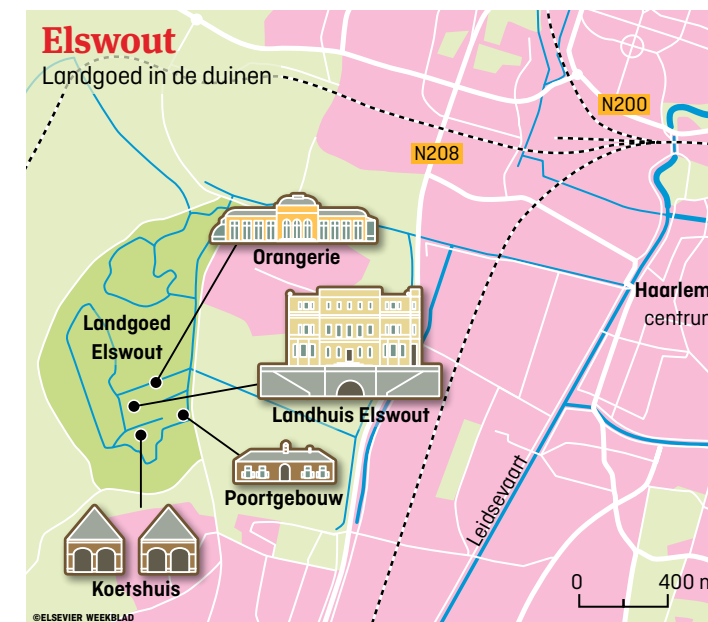 Elswout
Landgoed in de duinen
N200
N208
Orangerie
Haarlem
centrum
Landgoed
Elswout
Landhuis Elswout
Poortgebouw
Leidsevaart
Koetshuis
0 400 m
©ELSEVIER WEEKBLAD